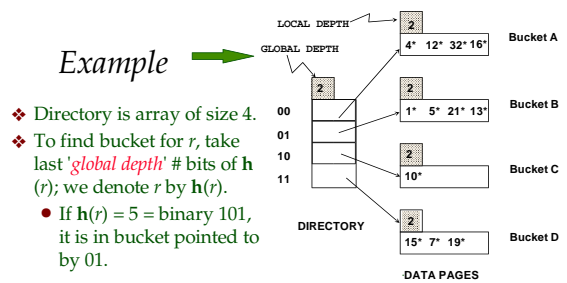 Example
❖ Directory is array of size 4.
❖ To find bucket for r, take
last 'global depth' # bits of h
(r); we denote r by h(r).
• If h(r) = 5 = binary 101,
it is in bucket pointed to
by 01.
LOCAL DEPTH
GLOBAL DEPTH
2
00
01
10
11
DIRECTORY
2
4* 12* 32* 16*
Bucket A
2
1* 5* 21* 13*
Bucket B
2
10*
Bucket C
2
15* 7* 19*
Bucket D
DATA PAGES